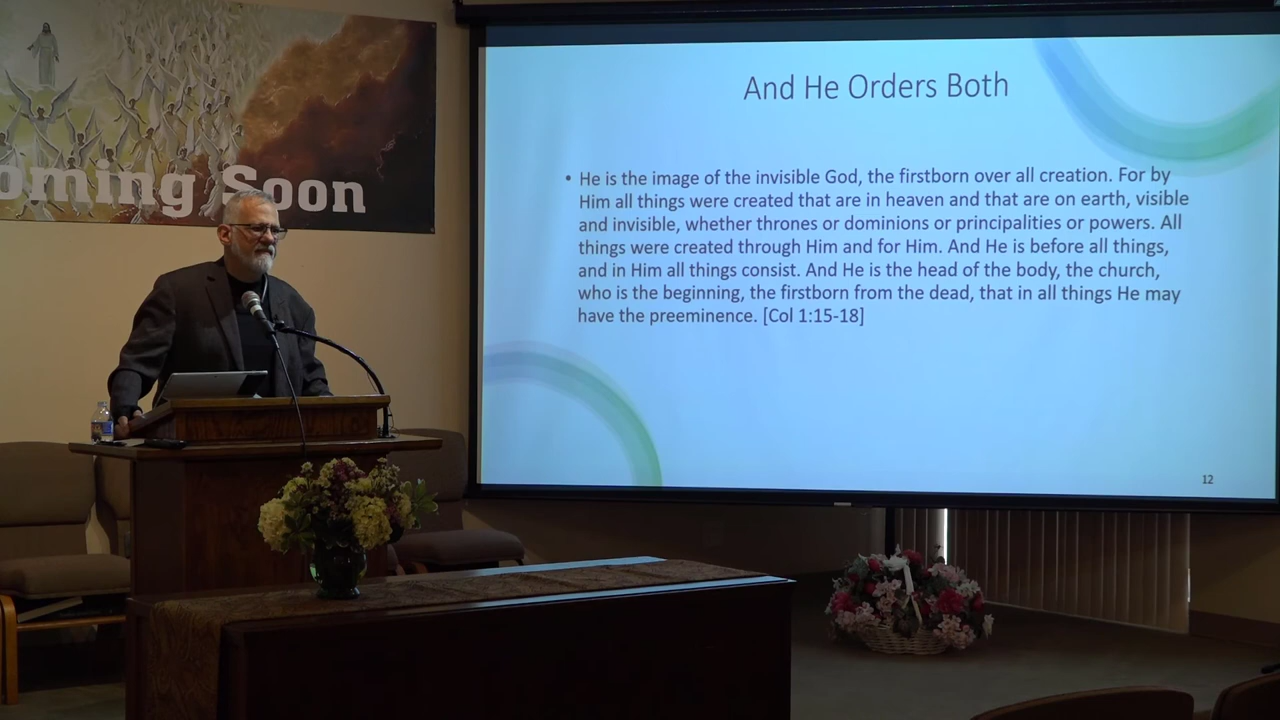 oming Soon
And He Orders Both
• He is the image of the invisible God, the firstborn over all creation. For by
Him all things were created that are in heaven and that are on earth, visible
and invisible, whether thrones or dominions or principalities or powers. All
things were created through Him and for Him. And He is before all things,
and in Him all things consist. And He is the head of the body, the church,
who is the beginning, the firstborn from the dead, that in all things He may
have the preeminence. [Col 1:15-18]
12